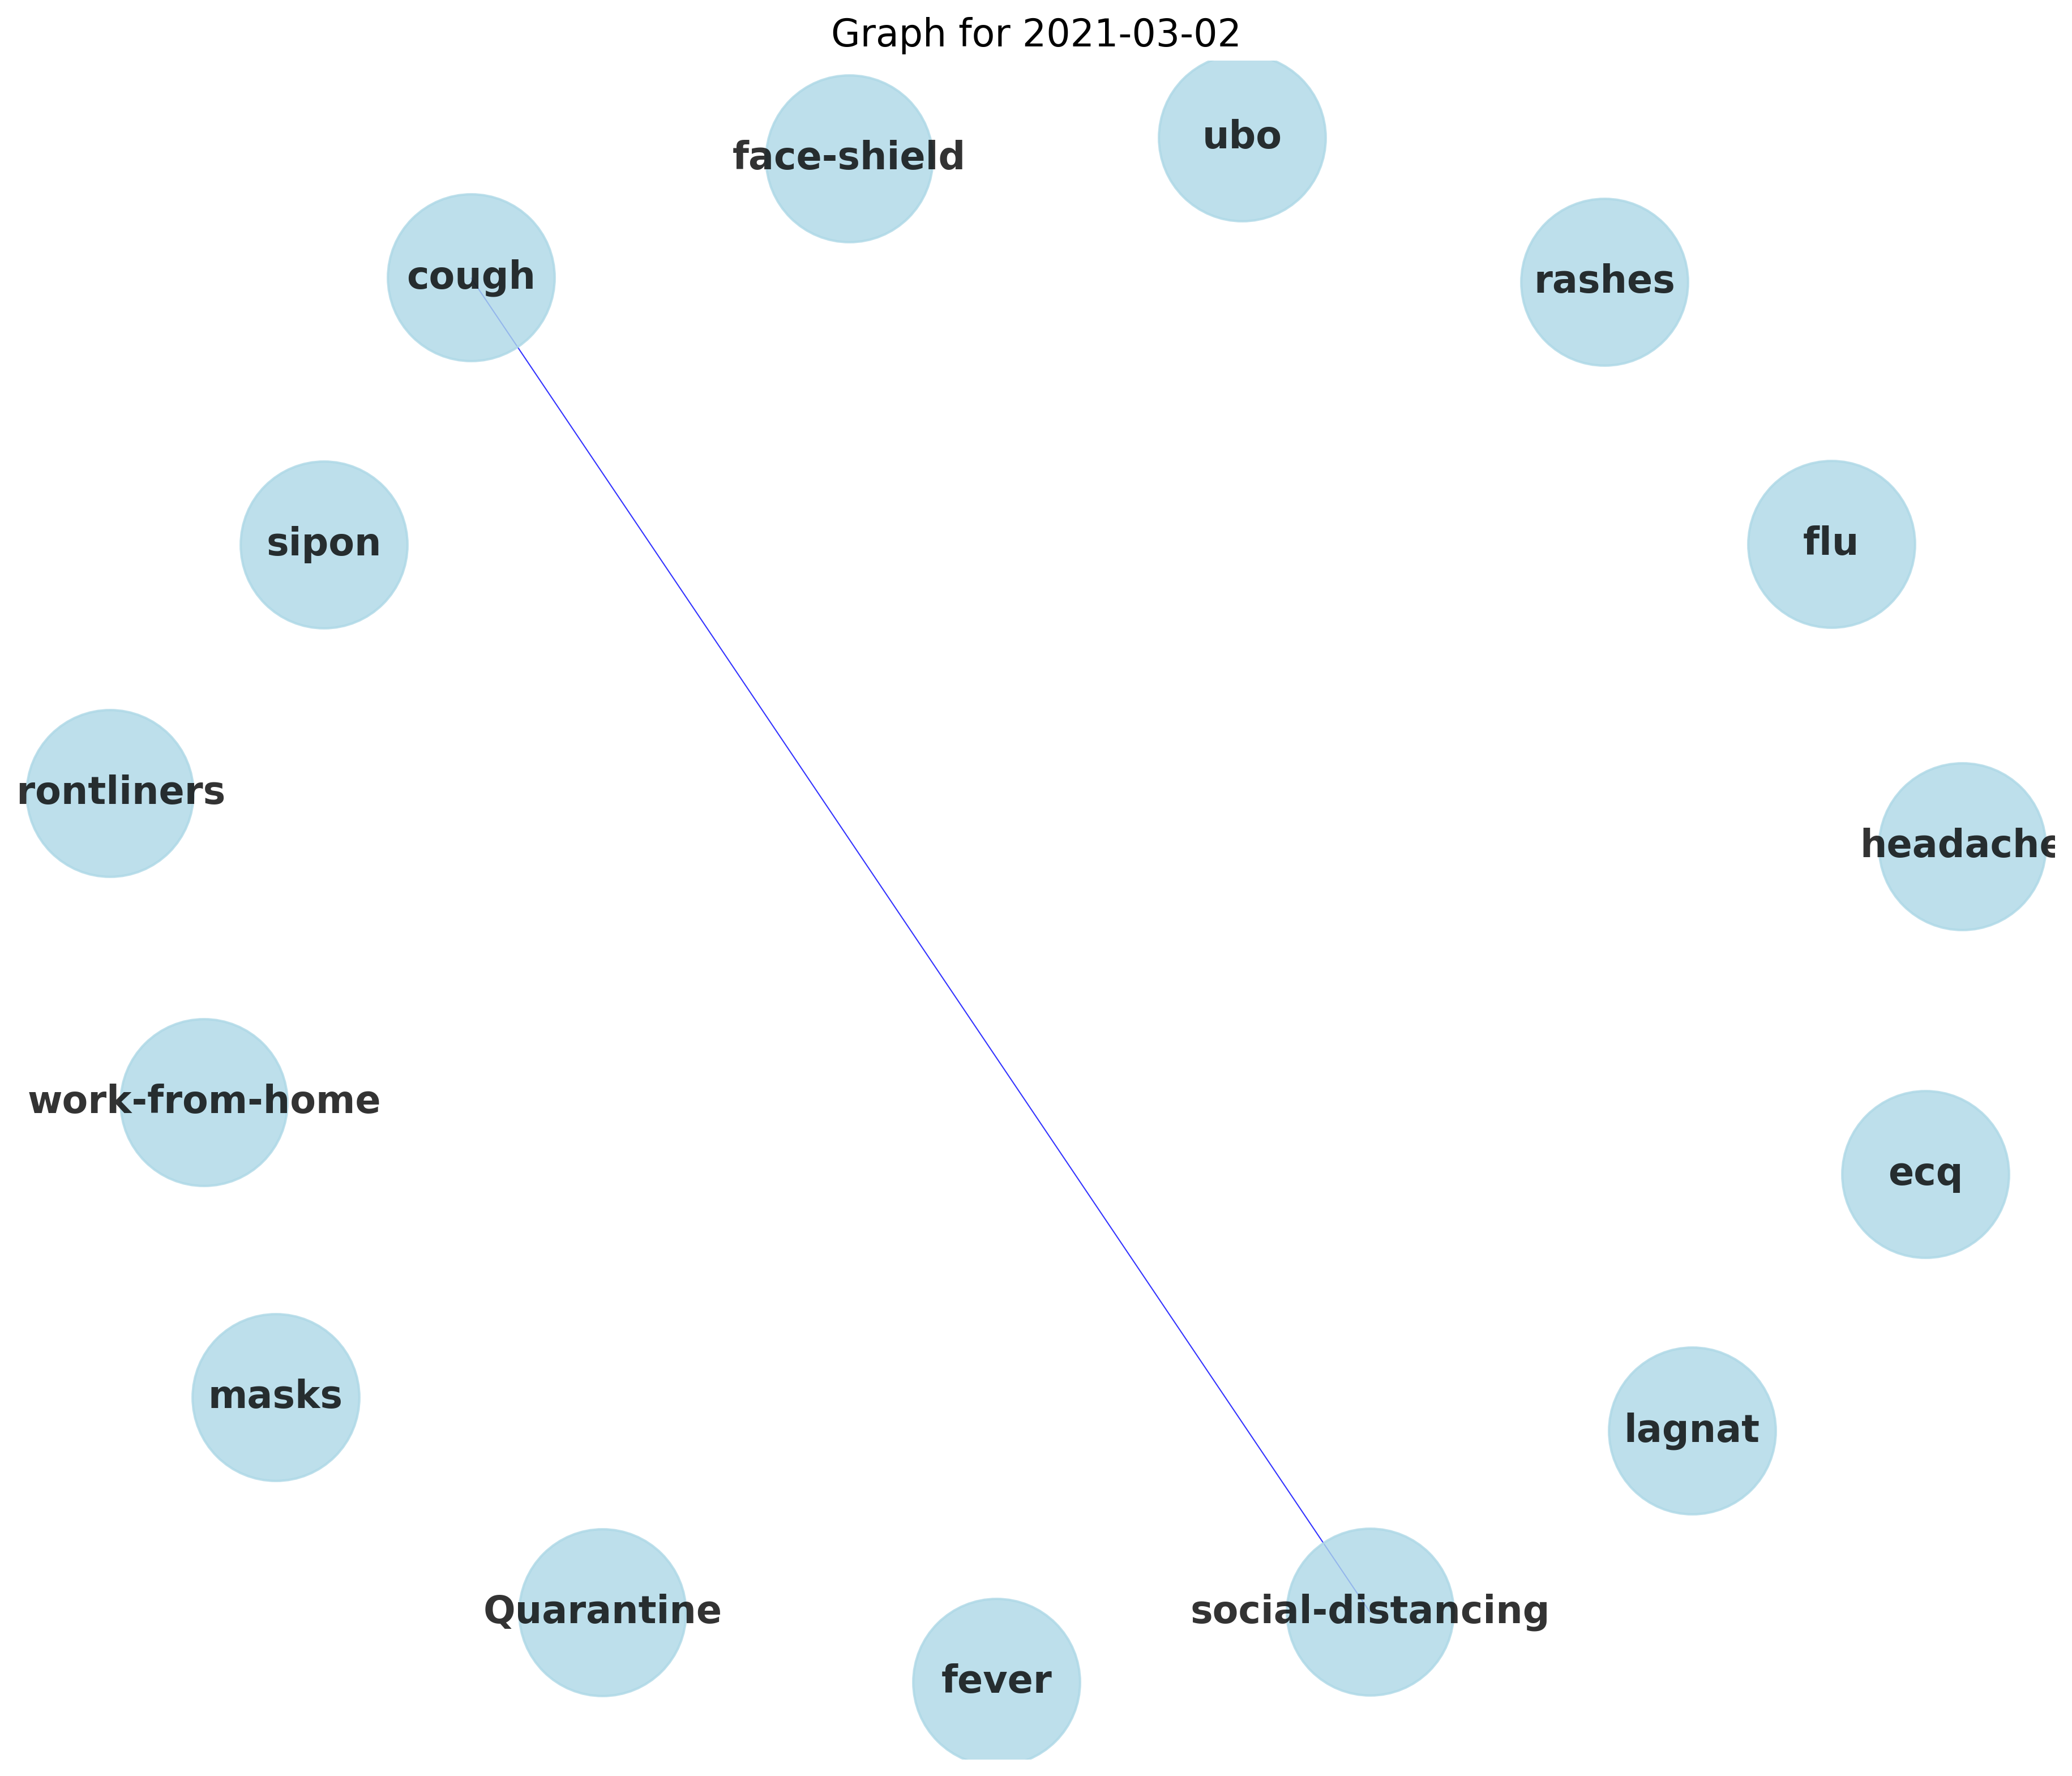 Graph for 2021-03-02
ubo
face-shield
cough
rashes
sipon
flu
rontliners
headache
work-from-home
ecq
masks
lagnat
Quarantine
social-distancing
fever